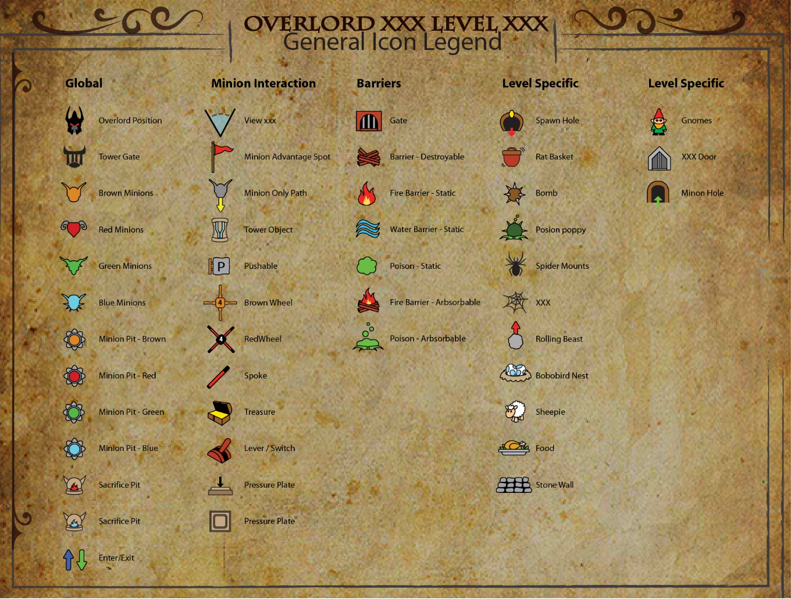 OVERLORD XXX LEVEL XXX
General Icon Legend
Global
Overlord Position
Tower Gate
Brown Minions
Red Minions
Green Minions
Blue Minions
Minion Pit - Brown
Minion Pit - Red
Minion Pit - Green
Minion Pit - Blue
Sacrifice Pit
Sacrifice Pit
Enter/Exit
Minion Interaction
View xxx
Minion Advantage Spot
Minion Only Path
Tower Object
P
Pushable
4
Brown Wheel
4
RedWheel
Spoke
Treasure
Lever / Switch
Pressure Plate
Pressure Plate
Barriers
Gate
Barrier - Destroyable
Fire Barrier - Static
Water Barrier - Static
Poison - Static
Fire Barrier - Arbsorbable
Poison - Arbsorbable
Level Specific
Spawn Hole
Rat Basket
Bomb
Posion poppy
Spider Mounts
XXX
Rolling Beast
Bobobird Nest
Sheepie
Food
Stone Wall
Level Specific
Gnomes
XXX Door
Minon Hole